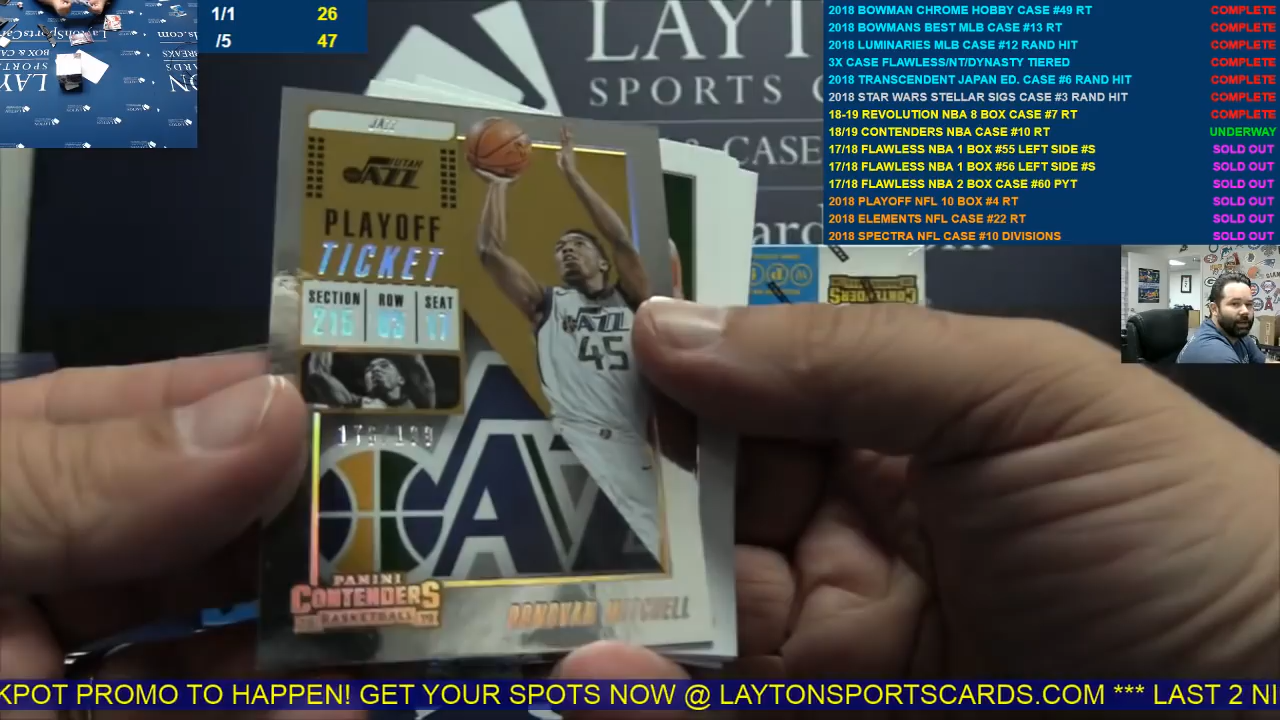 1/1 26
/5 47
2018 BOWMAN CHROME HOBBY CASE #49 RT COMPLETE
2018 BOWMANS BEST MLB CASE #13 RT COMPLETE
2018 LUMINARIES MLB CASE #12 RAND HIT COMPLETE
3X CASE FLAWLESS/NT/DYNASTY TIERED COMPLETE
2018 TRANSCENDENT JAPAN ED. CASE #6 RAND HIT COMPLETE
2018 STAR WARS STELLAR SIGS CASE #3 RAND HIT COMPLETE
18-19 REVOLUTION NBA 8 BOX CASE #7 RT COMPLETE
18/19 CONTENDERS NBA CASE #10 RT UNDERWAY
17/18 FLAWLESS NBA 1 BOX #55 LEFT SIDE #S SOLD OUT
17/18 FLAWLESS NBA 1 BOX #56 LEFT SIDE #S SOLD OUT
17/18 FLAWLESS NBA 2 BOX CASE #60 PYT SOLD OUT
2018 PLAYOFF NFL 10 BOX #4 RT SOLD OUT
2018 ELEMENTS NFL CASE #22 RT SOLD OUT
2018 SPECTRA NFL CASE #10 DIVISIONS SOLD OUT
LAYT
SPORTS C
& CASE
JAZZ
UTAH
JAZZ
PLAYOFF
TICKET
SECTION ROW SEAT
216 03 17
JAZZ
45
PANINI
CONTENDERS
BASKETBALL
DONOVAN MITCHELL
KPOT PROMO TO HAPPEN! GET YOUR SPOTS NOW @ LAYTONSPORTSCARDS.COM *** LAST 2 NI